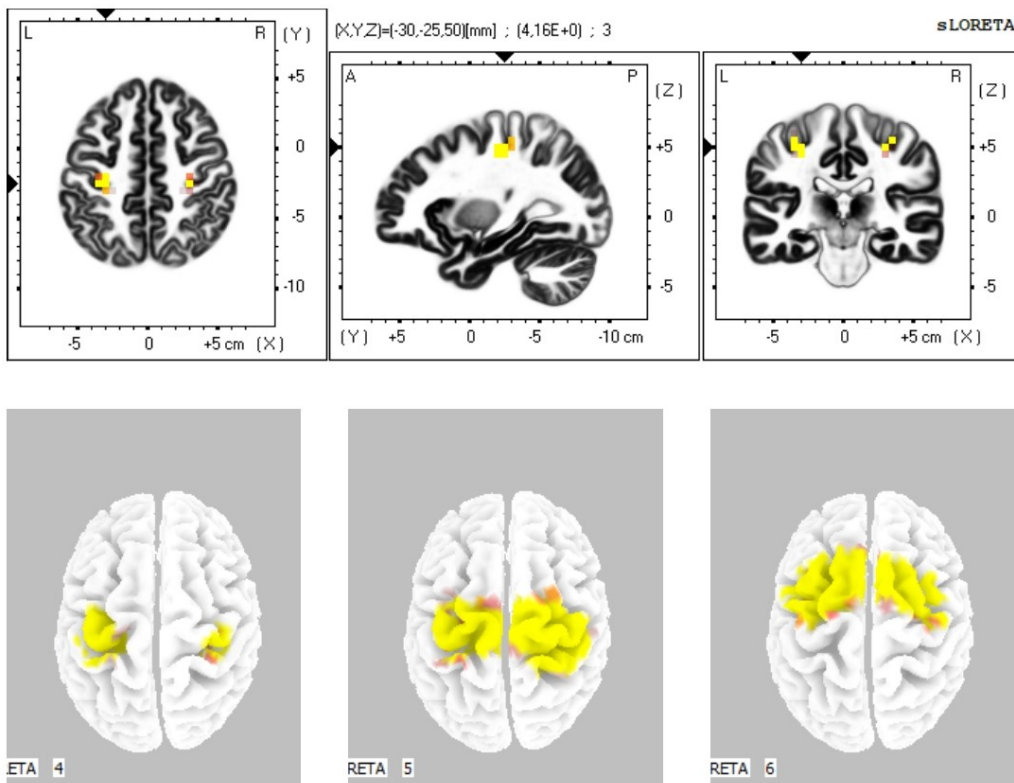 (X,Y,Z)=(-30,-25,50)[mm] ; (4,16E+0) ; 3
sLORETA
L R (Y)
+5
0
-5
-10
-5 0 +5 cm (X)
A P
(Z)
+5
0
-5
(Y) +5 0 -5 -10 cm
L R
(Z)
+5
0
-5
-5 0 +5 cm (X)
ETA 4
RETA 5
RETA 6